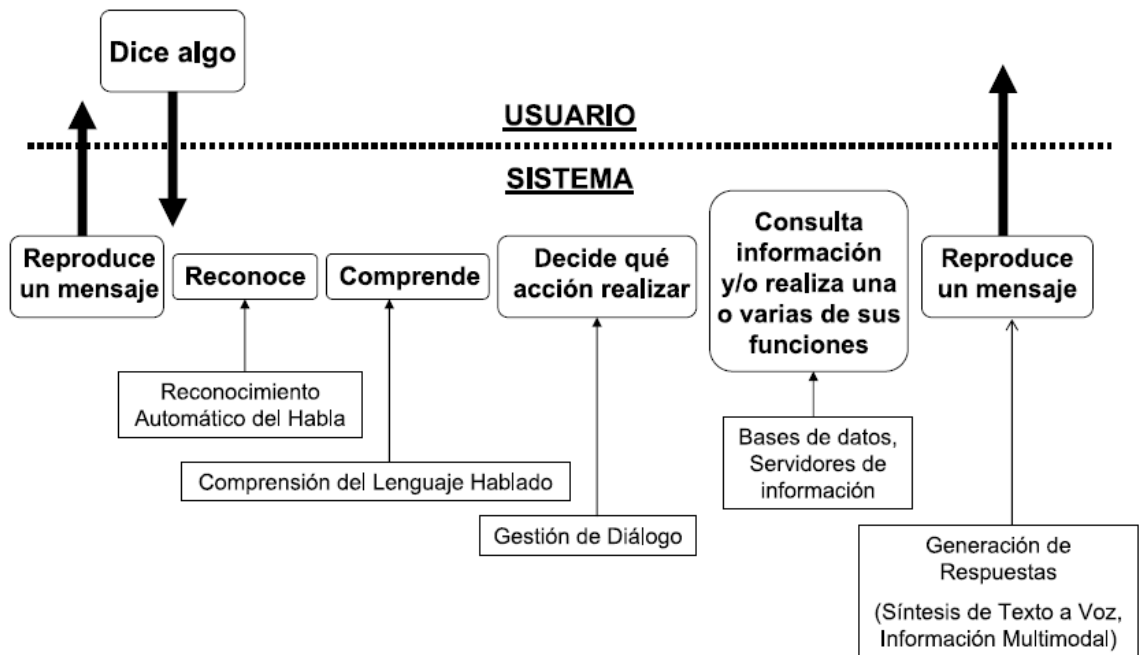 Dice algo
USUARIO
SISTEMA
Reproduce
un mensaje
Reconoce
Comprende
Decide qué
acción realizar
Consulta
información
y/o realiza una
o varias de sus
funciones
Reproduce
un mensaje
Reconocimiento
Automático del Habla
Comprensión del Lenguaje Hablado
Gestión de Diálogo
Bases de datos,
Servidores de
información
Generación de
Respuestas
(Síntesis de Texto a Voz,
Información Multimodal)